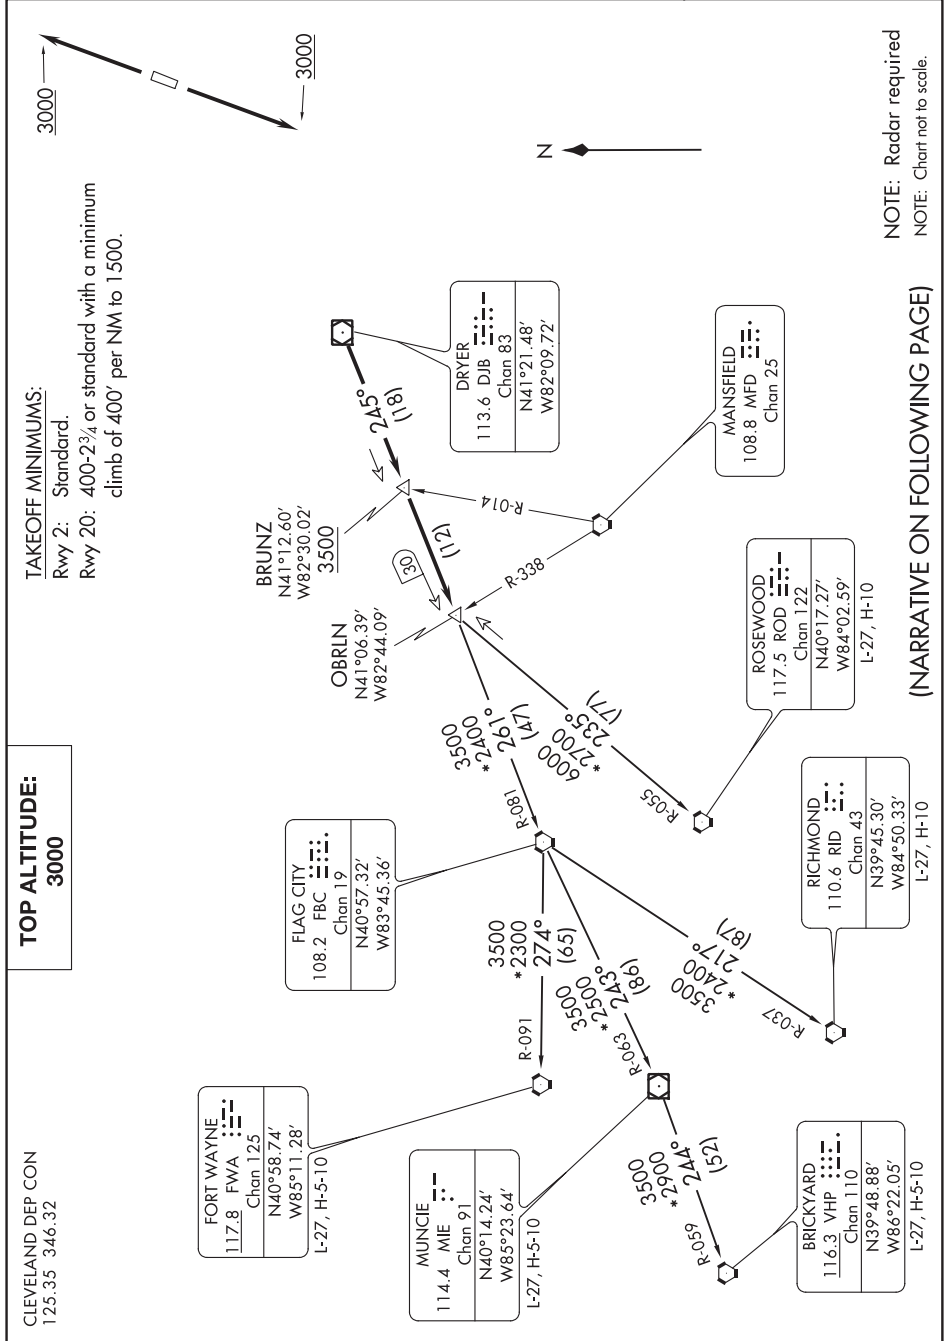 CLEVELAND DEP CON
125.35 346.32
TOP ALTITUDE:
3000
TAKEOFF MINIMUMS:
Rwy 2: Standard.
Rwy 20: 400-2¾ or standard with a minimum
climb of 400' per NM to 1500.
3000
3000
N
FORT WAYNE
117.8 FWA
Chan 125
N40°58.74'
W85°11.28'
L-27, H-5-10
FLAG CITY
108.2 FBC
Chan 19
N40°57.32'
W83°45.36'
BRUNZ
N41°12.60'
W82°30.02'
3500
OBRLN
N41°06.39'
W82°44.09'
245°
(18)
(12)
30
DRYER
113.6 DJB
Chan 83
N41°21.48'
W82°09.72'
R-014
R-338
MANSFIELD
108.8 MFD
Chan 25
3500
*2400
261°
(47)
R-081
6000
*2700
235°
(77)
R-055
ROSEWOOD
117.5 ROD
Chan 122
N40°17.27'
W84°02.59'
L-27, H-10
3500
*2300
274°
(65)
R-091
3500
*2500
243°
(86)
R-063
3500
*2400
217°
(87)
R-037
MUNCIE
114.4 MIE
Chan 91
N40°14.24'
W85°23.64'
L-27, H-5-10
3500
*2900
244°
(52)
R-059
BRICKYARD
116.3 VHP
Chan 110
N39°48.88'
W86°22.05'
L-27, H-5-10
RICHMOND
110.6 RID
Chan 43
N39°45.30'
W84°50.33'
L-27, H-10
(NARRATIVE ON FOLLOWING PAGE)
NOTE: Radar required
NOTE: Chart not to scale.